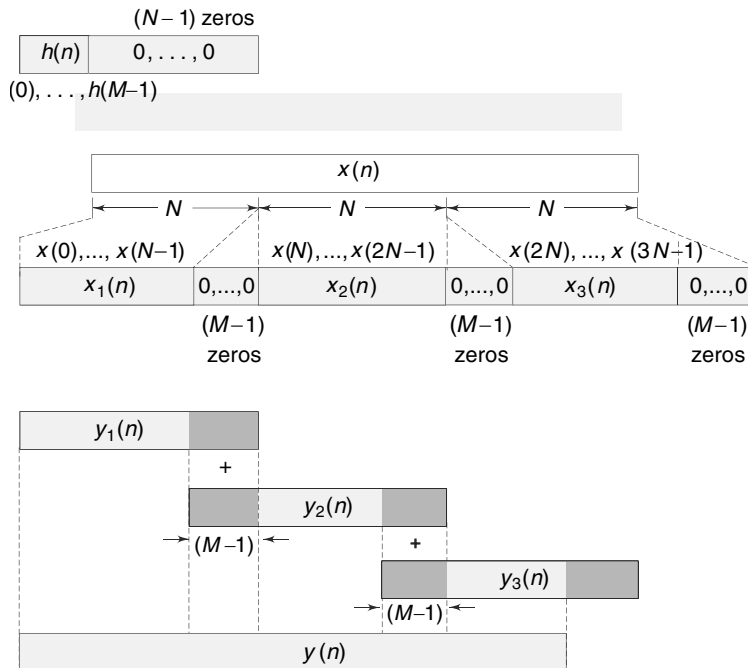 (N – 1) zeros
h(n) 0, . . . , 0
(0), . . . , h(M–1)
x(n)
N N N
x(0),..., x(N–1) x(N),...,x(2N–1) x(2N), ..., x (3N–1)
x₁(n) 0,...,0 x₂(n) 0,...,0 x₃(n) 0,...,0
(M–1) (M–1) (M–1)
zeros zeros zeros
y₁(n)
+
y₂(n)
(M –1) +
y₃(n)
(M–1)
y(n)